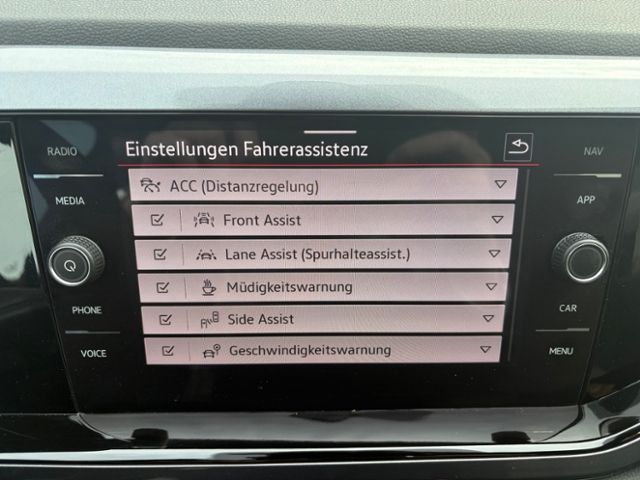 Einstellungen Fahrerassistenz
RADIO
MEDIA
PHONE
VOICE
ACC (Distanzregelung)
Front Assist
Lane Assist (Spurhalteassist.)
Müdigkeitswarnung
Side Assist
Geschwindigkeitswarnung
NAV
APP
CAR
MENU